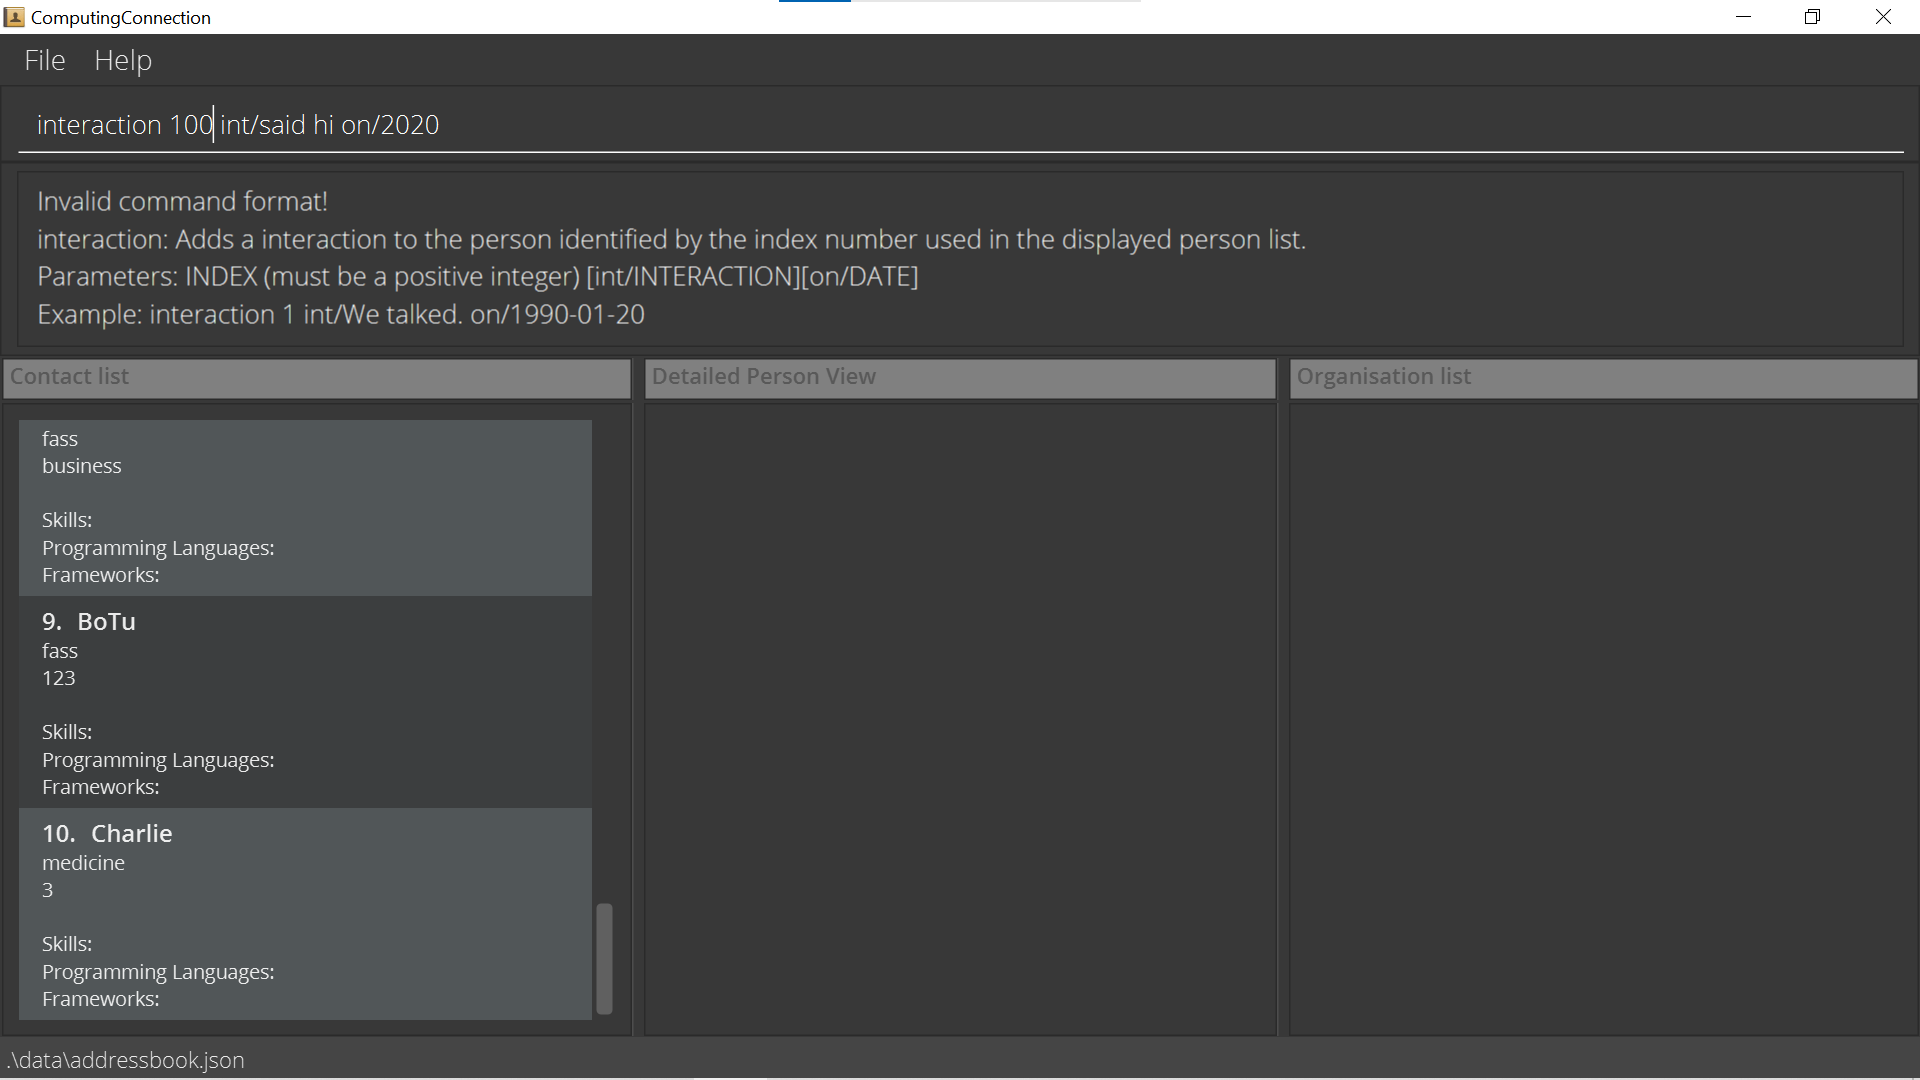 ComputingConnection
File Help
interaction 100 int/said hi on/2020
Invalid command format!
interaction: Adds a interaction to the person identified by the index number used in the displayed person list.
Parameters: INDEX (must be a positive integer) [int/INTERACTION][on/DATE]
Example: interaction 1 int/We talked. on/1990-01-20
Contact list
fass
business
Skills:
Programming Languages:
Frameworks:
9. BoTu
fass
123
Skills:
Programming Languages:
Frameworks:
10. Charlie
medicine
3
Skills:
Programming Languages:
Frameworks:
Detailed Person View
Organisation list
.\data\addressbook.json